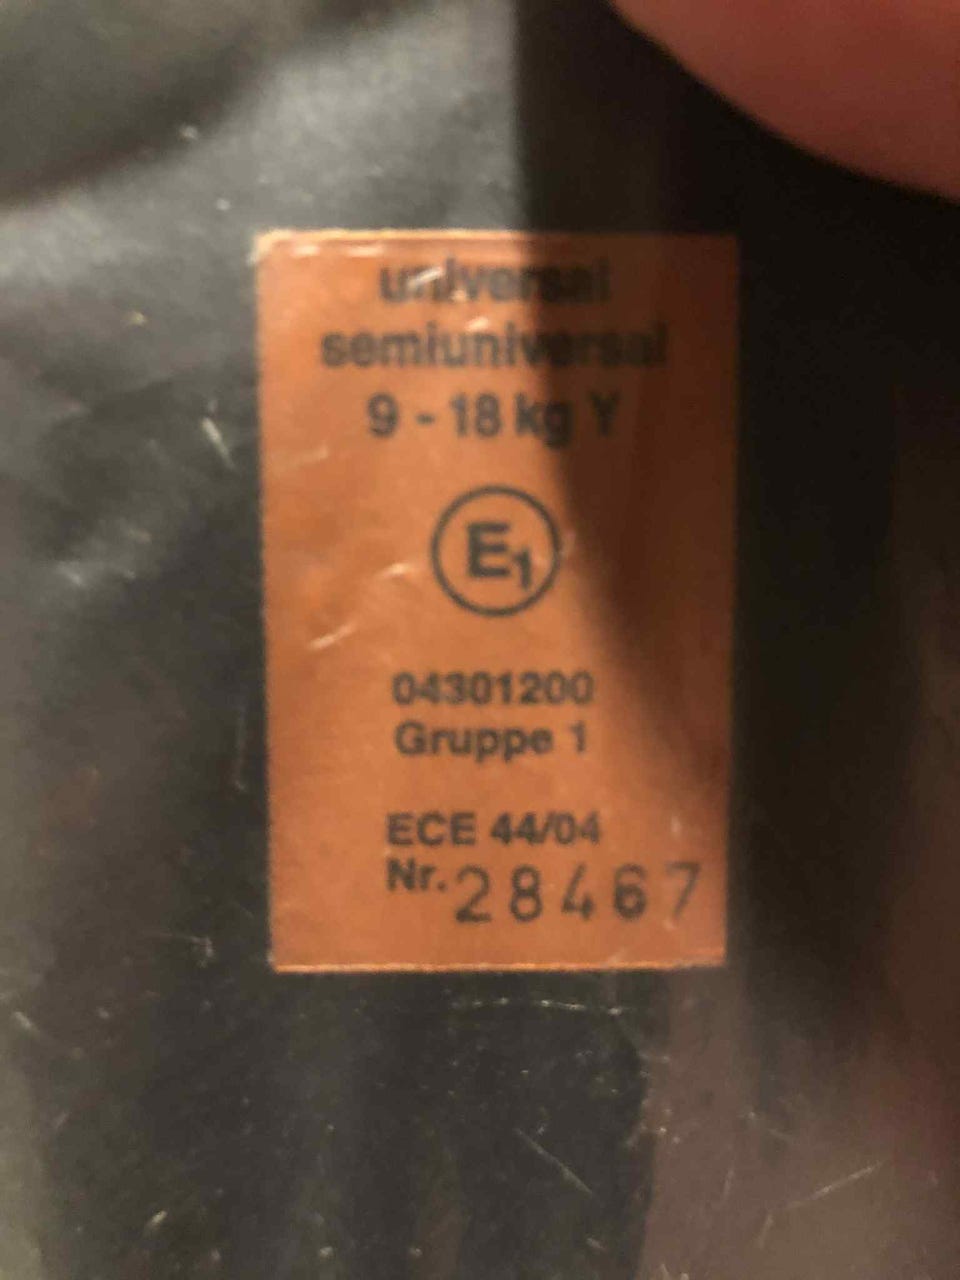 universal
semiuniversal
9 - 18 kg Y
E1
04301200
Gruppe 1
ECE 44/04
Nr. 28467